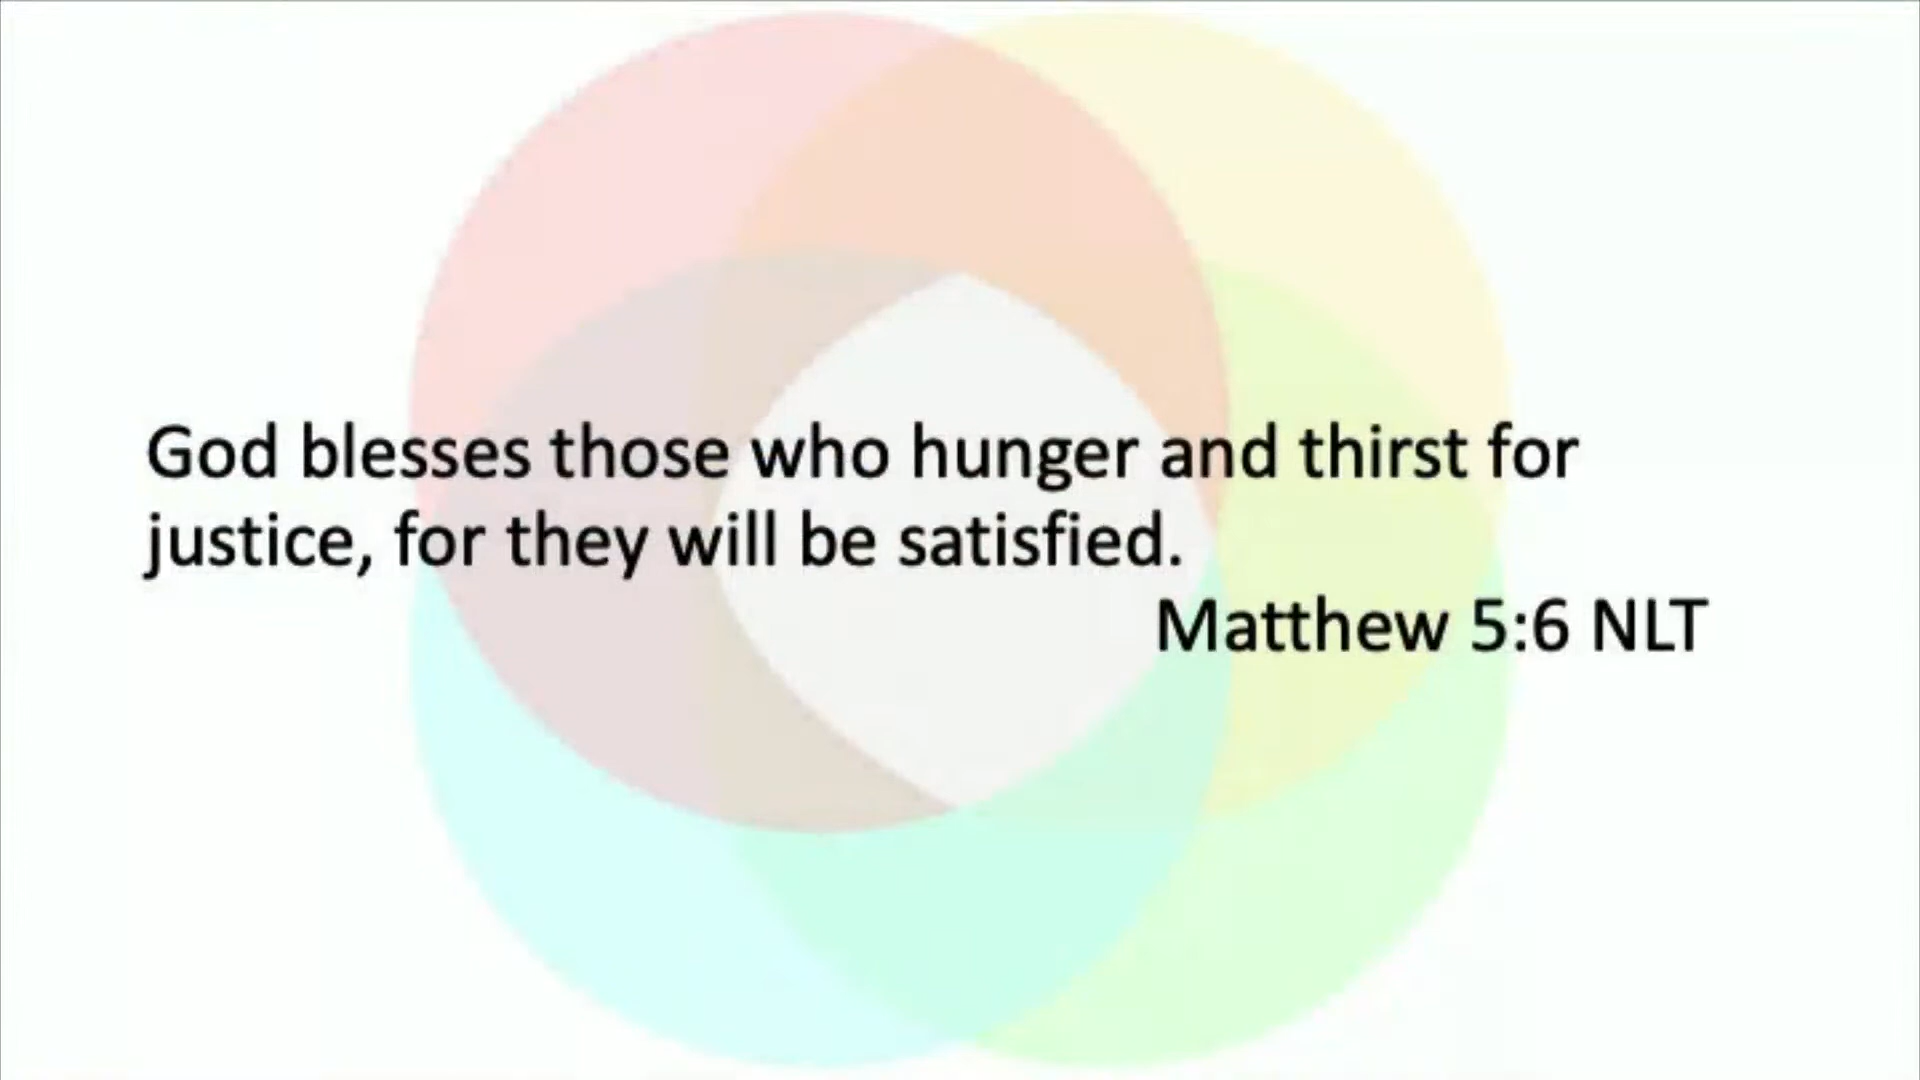 God blesses those who hunger and thirst for
justice, for they will be satisfied.
Matthew 5:6 NLT